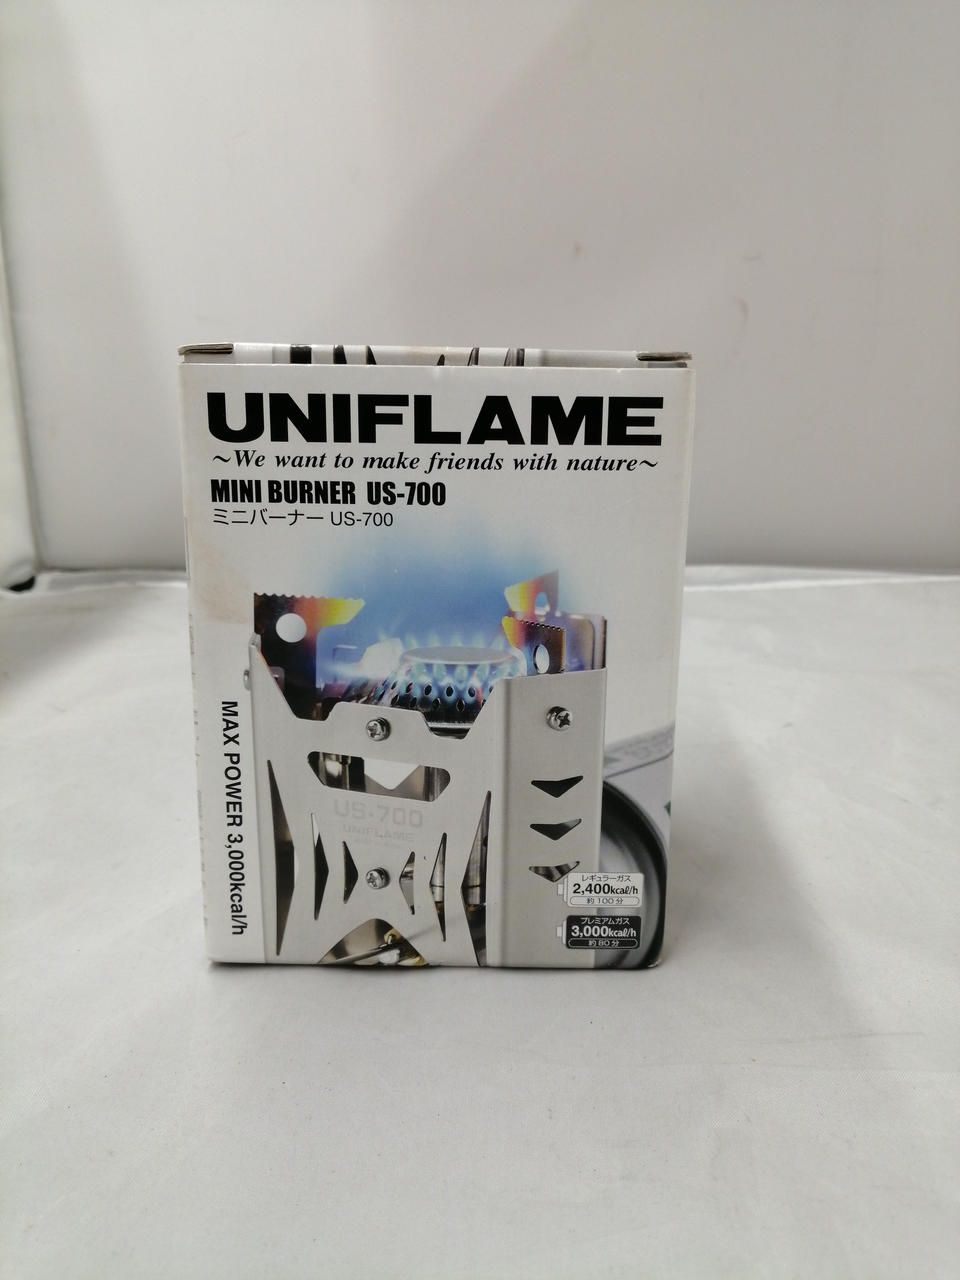 UNIFLAME
~We want to make friends with nature~
MINI BURNER US-700
ミニバーナー US-700
MAX POWER 3,000kcal/h
US-700
UNIFLAME
レギュラーガス
2,400kcal/h
約100分
プレミアムガス
3,000kcal/h
約80分